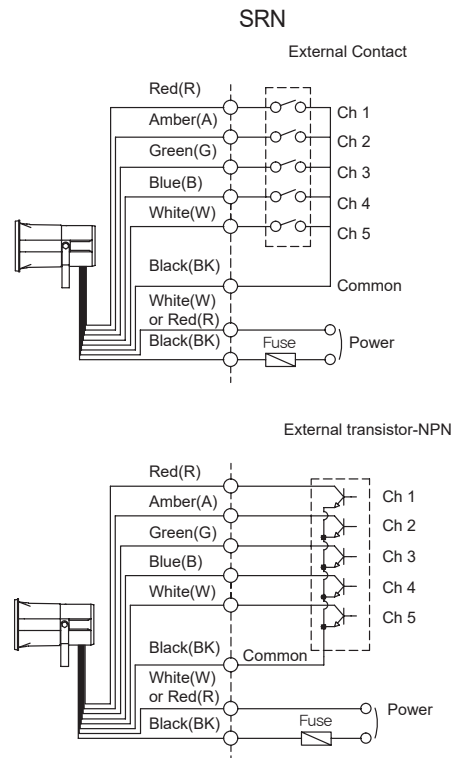 SRN
External Contact
Red(R)
Ch 1
Amber(A)
Ch 2
Green(G)
Ch 3
Blue(B)
Ch 4
White(W)
Ch 5
Black(BK)
Common
White(W)
or Red(R)
Black(BK)
Fuse
Power
External transistor-NPN
Red(R)
Ch 1
Amber(A)
Ch 2
Green(G)
Ch 3
Blue(B)
Ch 4
White(W)
Ch 5
Black(BK)
Common
White(W)
or Red(R)
Black(BK)
Fuse
Power